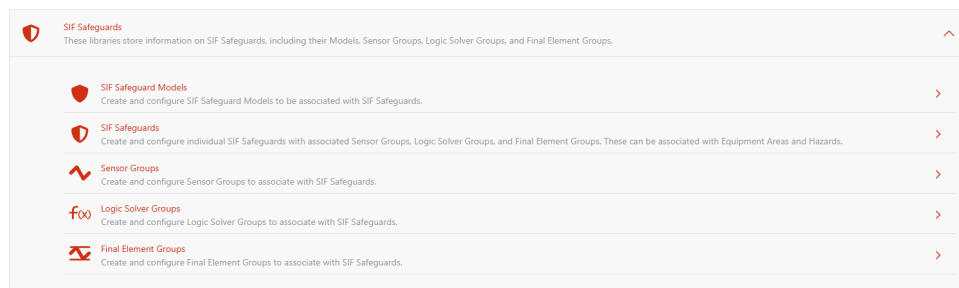 SIF Safeguards
These libraries store information on SIF Safeguards, including their Models, Sensor Groups, Logic Solver Groups, and Final Element Groups.
SIF Safeguard Models
Create and configure SIF Safeguard Models to be associated with SIF Safeguards.
SIF Safeguards
Create and configure individual SIF Safeguards with associated Sensor Groups, Logic Solver Groups, and Final Element Groups. These can be associated with Equipment Areas and Hazards.
Sensor Groups
Create and configure Sensor Groups to associate with SIF Safeguards.
f(x) Logic Solver Groups
Create and configure Logic Solver Groups to associate with SIF Safeguards.
Final Element Groups
Create and configure Final Element Groups to associate with SIF Safeguards.